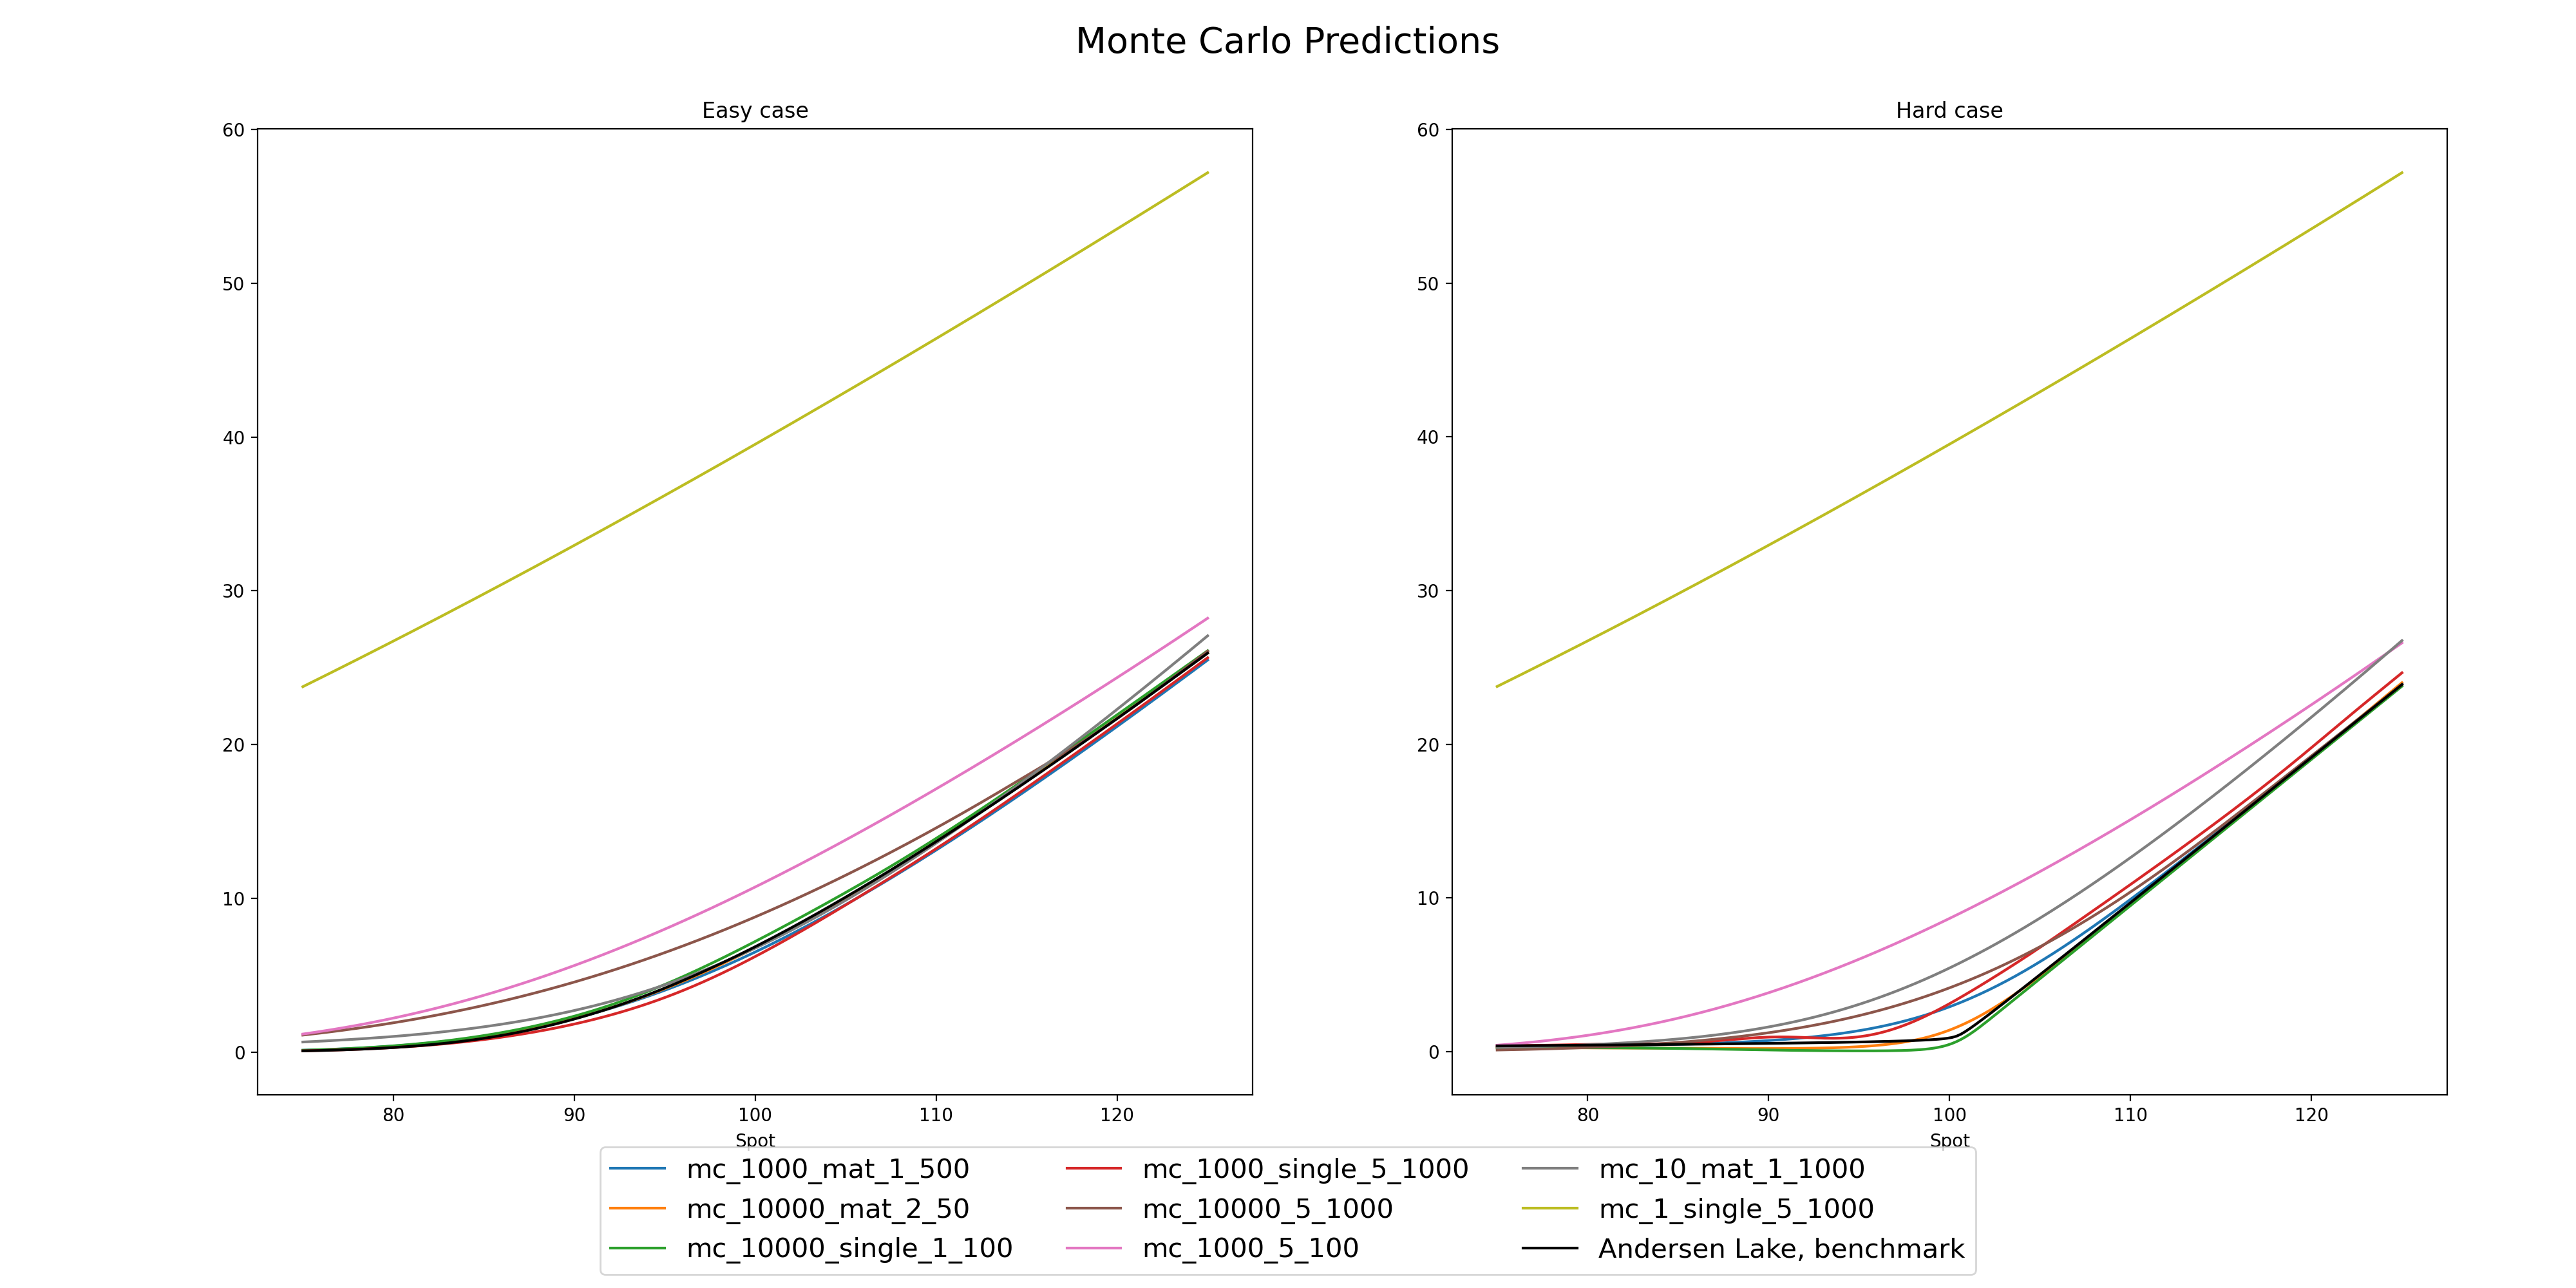 Monte Carlo Predictions
Easy case
60
50
40
30
20
10
0
80 90 100 110 120
Spot
Hard case
60
50
40
30
20
10
0
80 90 100 110 120
Spot
mc_1000_mat_1_500
mc_10000_mat_2_50
mc_10000_single_1_100
mc_1000_single_5_1000
mc_10000_5_1000
mc_1000_5_100
mc_10_mat_1_1000
mc_1_single_5_1000
Andersen Lake, benchmark